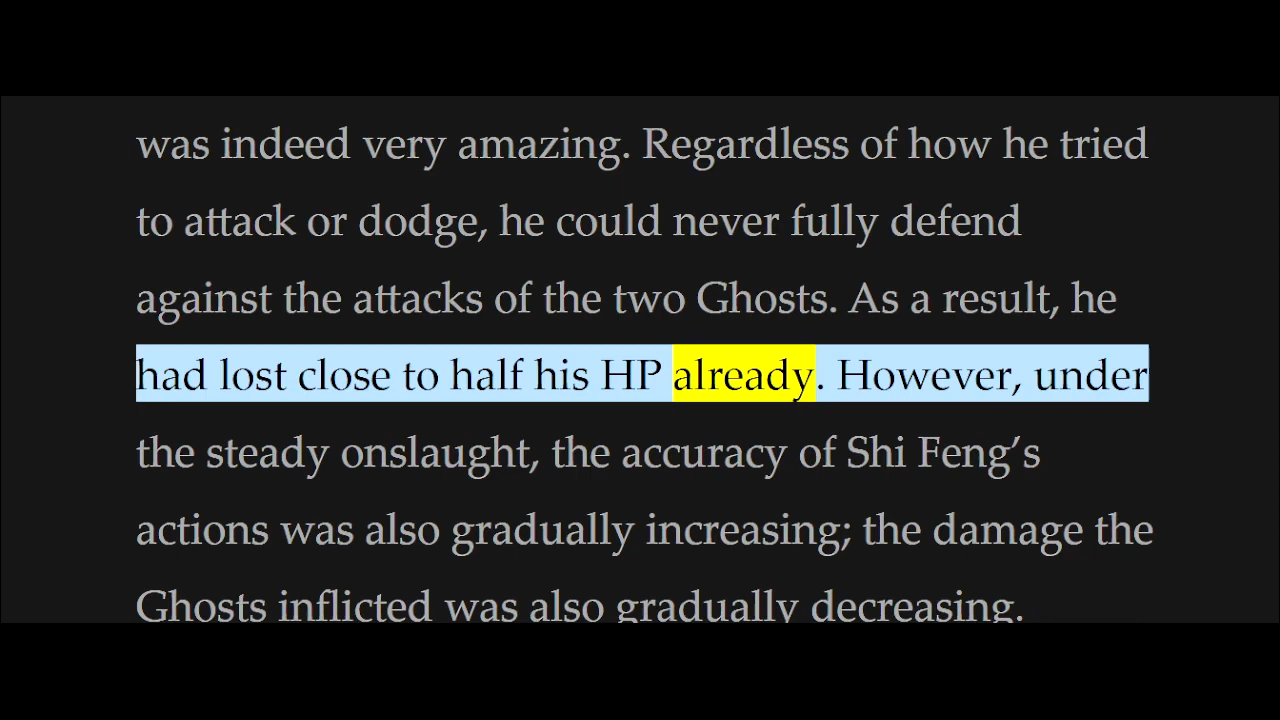 was indeed very amazing. Regardless of how he tried
to attack or dodge, he could never fully defend
against the attacks of the two Ghosts. As a result, he
had lost close to half his HP already. However, under
the steady onslaught, the accuracy of Shi Feng’s
actions was also gradually increasing; the damage the
Ghosts inflicted was also gradually decreasing.